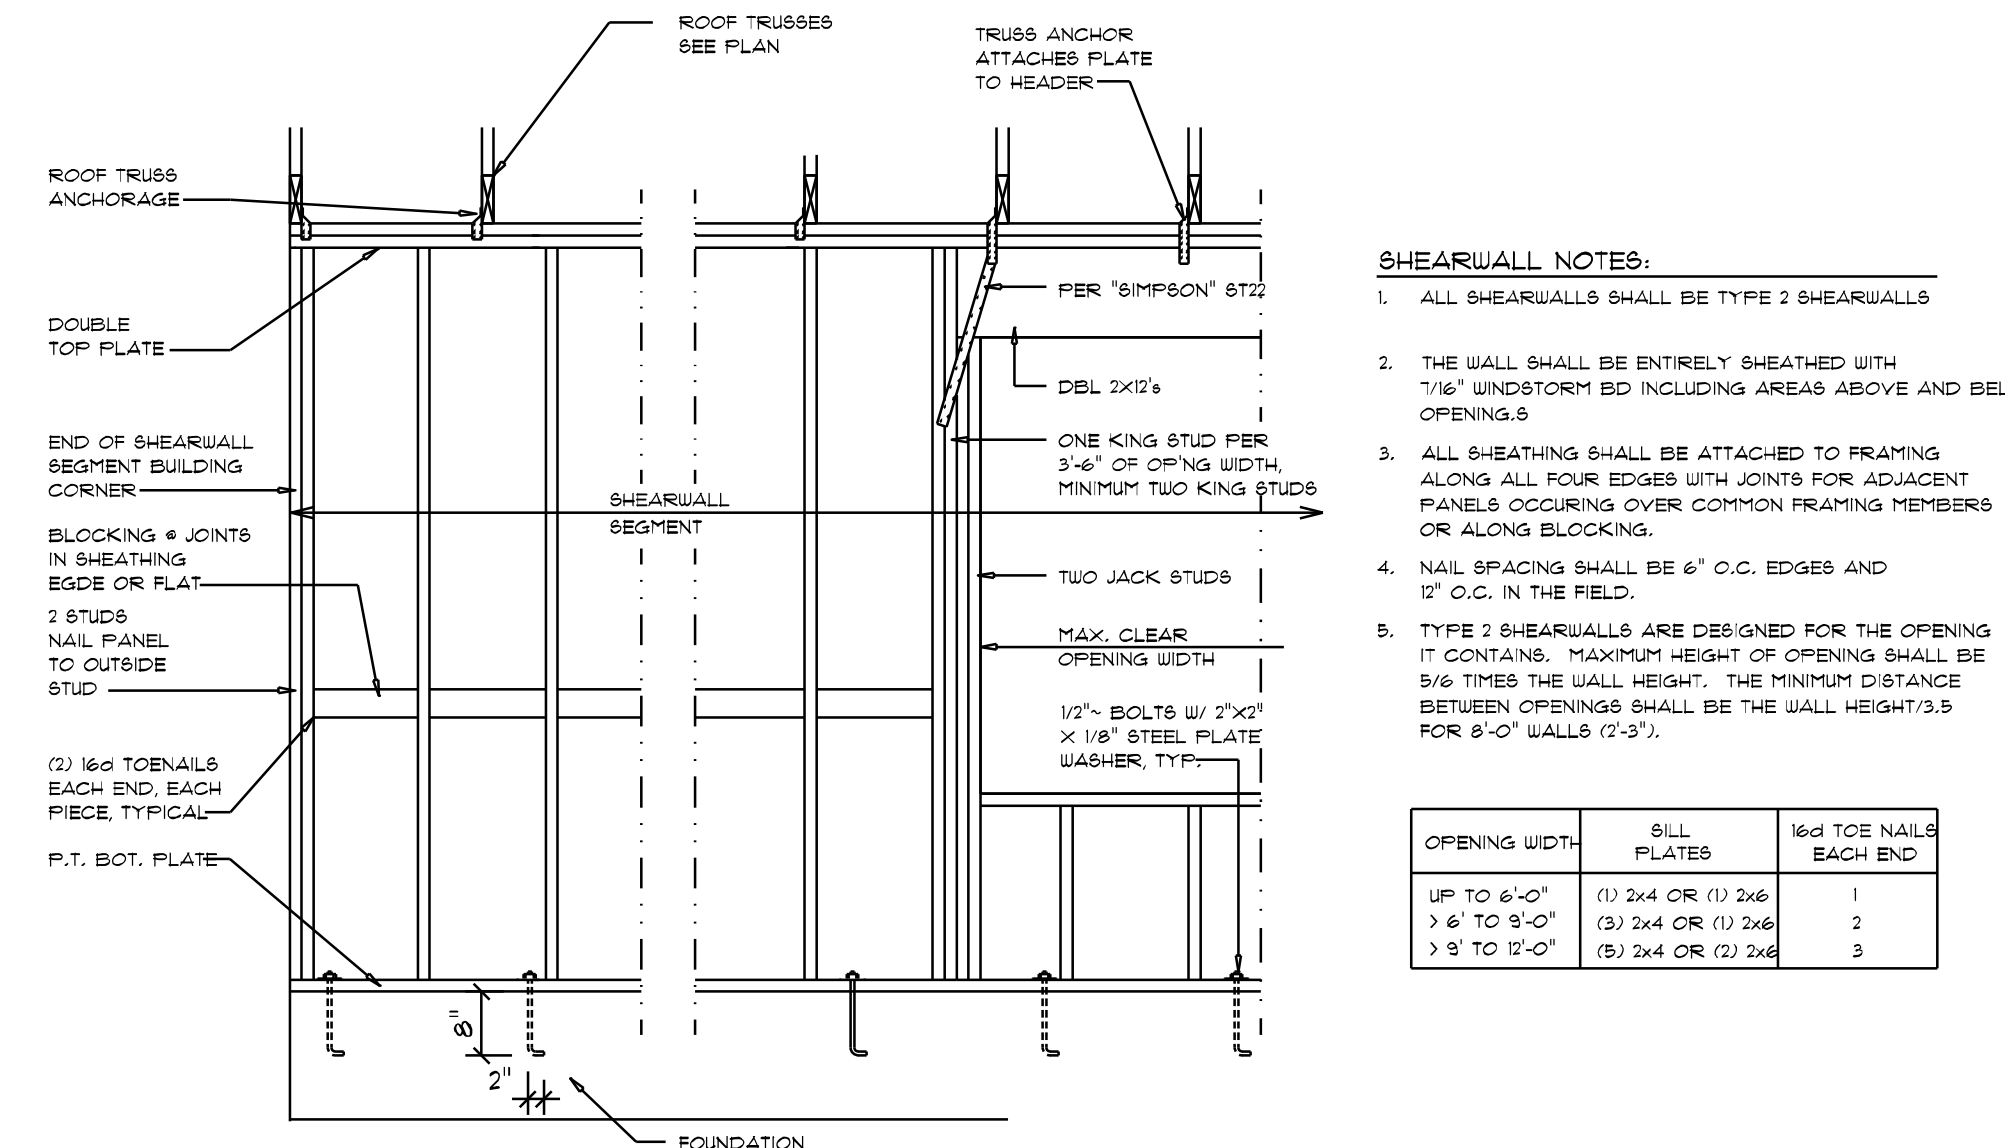 ROOF TRUSSES
SEE PLAN
TRUSS ANCHOR
ATTACHES PLATE
TO HEADER
ROOF TRUSS
ANCHORAGE
DOUBLE
TOP PLATE
END OF SHEARWALL
SEGMENT BUILDING
CORNER
BLOCKING @ JOINTS
IN SHEATHING
EGDE OR FLAT
2 STUDS
NAIL PANEL
TO OUTSIDE
STUD
(2) 16d TOENAILS
EACH END, EACH
PIECE, TYPICAL
P.T. BOT. PLATE
SHEARWALL
SEGMENT
PER "SIMPSON" ST22
DBL 2X12's
ONE KING STUD PER
3'-6" OF OP'NG WIDTH,
MINIMUM TWO KING STUDS
TWO JACK STUDS
MAX. CLEAR
OPENING WIDTH
1/2"~ BOLTS W/ 2"X2"
X 1/8" STEEL PLATE
WASHER, TYP.
8"
2"
FOUNDATION
SHEARWALL NOTES:
1. ALL SHEARWALLS SHALL BE TYPE 2 SHEARWALLS
2. THE WALL SHALL BE ENTIRELY SHEATHED WITH
7/16" WINDSTORM BD INCLUDING AREAS ABOVE AND BEL
OPENING.S
3. ALL SHEATHING SHALL BE ATTACHED TO FRAMING
ALONG ALL FOUR EDGES WITH JOINTS FOR ADJACENT
PANELS OCCURING OVER COMMON FRAMING MEMBERS
OR ALONG BLOCKING.
4. NAIL SPACING SHALL BE 6" O.C. EDGES AND
12" O.C. IN THE FIELD.
5. TYPE 2 SHEARWALLS ARE DESIGNED FOR THE OPENING
IT CONTAINS. MAXIMUM HEIGHT OF OPENING SHALL BE
5/6 TIMES THE WALL HEIGHT. THE MINIMUM DISTANCE
BETWEEN OPENINGS SHALL BE THE WALL HEIGHT/3.5
FOR 8'-0" WALLS (2'-3").
OPENING WIDTH
SILL
PLATES
16d TOE NAILS
EACH END
UP TO 6'-0" (1) 2x4 OR (1) 2x6 1
> 6' TO 9'-0" (3) 2x4 OR (1) 2x6 2
> 9' TO 12'-0" (5) 2x4 OR (2) 2x6 3